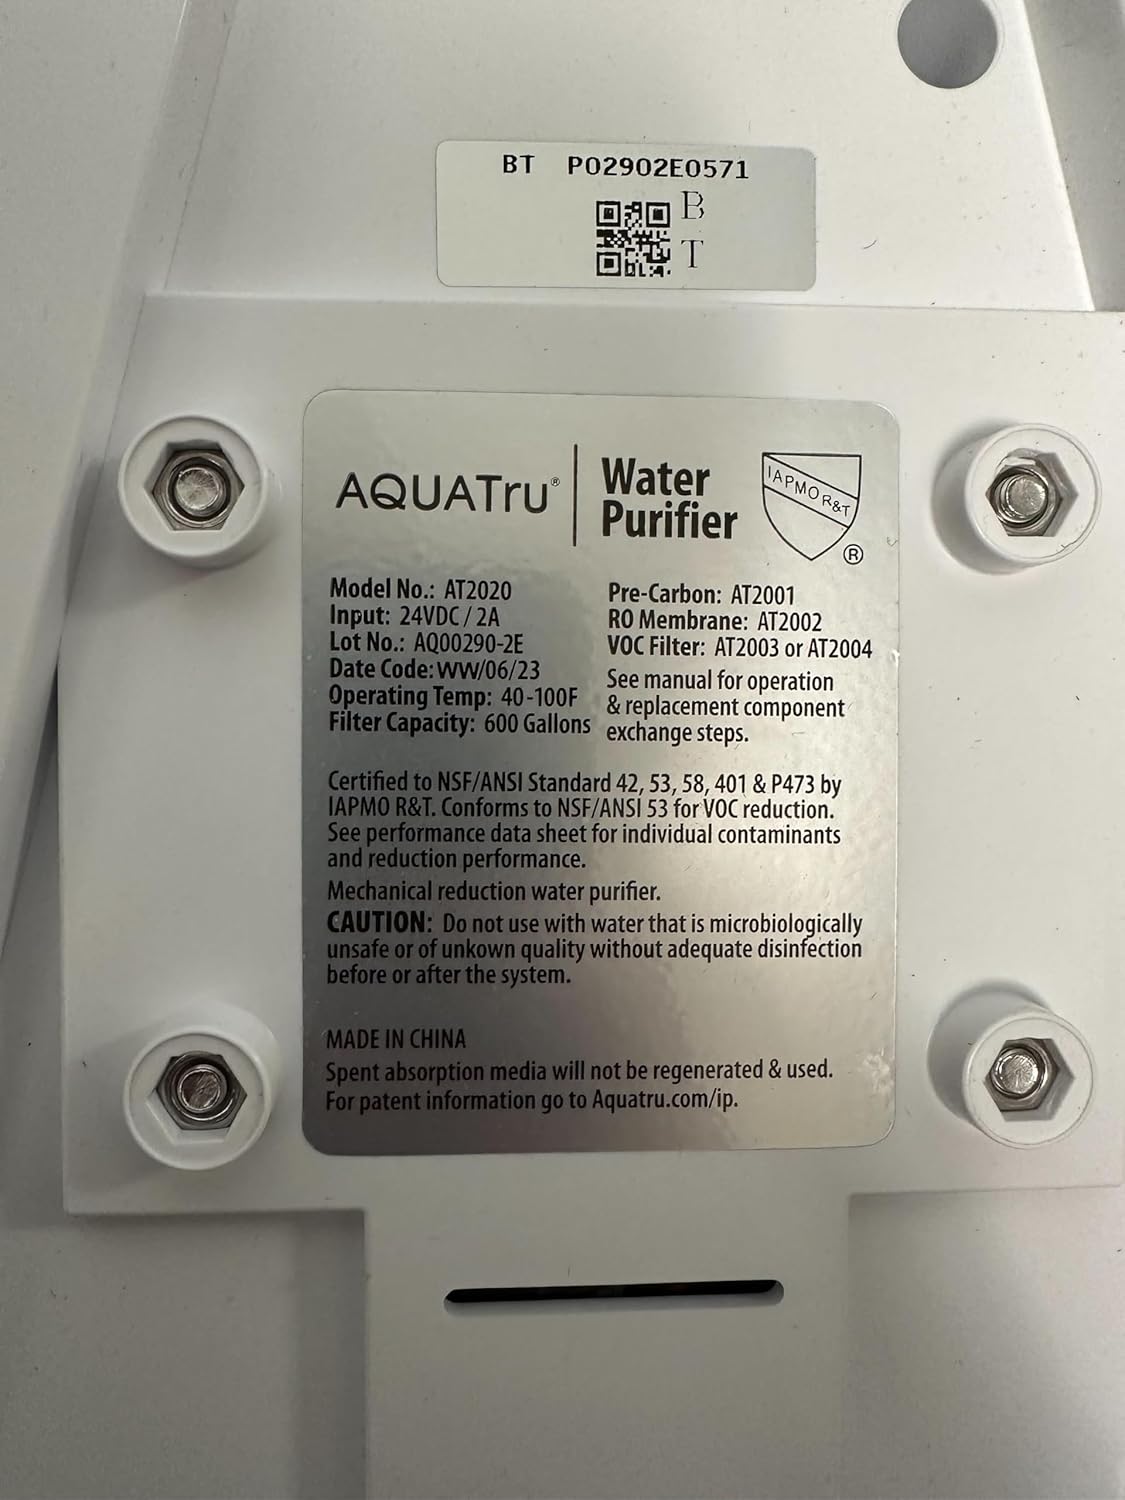 BT P02902E0571
B
T
AQUATru®
Water
Purifier
IAPMO R&T
®
Model No.: AT2020
Input: 24VDC / 2A
Lot No.: AQ00290-2E
Date Code: WW/06/23
Operating Temp: 40-100F
Filter Capacity: 600 Gallons
Pre-Carbon: AT2001
RO Membrane: AT2002
VOC Filter: AT2003 or AT2004
See manual for operation
& replacement component
exchange steps.
Certified to NSF/ANSI Standard 42, 53, 58, 401 & P473 by
IAPMO R&T. Conforms to NSF/ANSI 53 for VOC reduction.
See performance data sheet for individual contaminants
and reduction performance.
Mechanical reduction water purifier.
CAUTION: Do not use with water that is microbiologically
unsafe or of unkown quality without adequate disinfection
before or after the system.
MADE IN CHINA
Spent absorption media will not be regenerated & used.
For patent information go to Aquatru.com/ip.